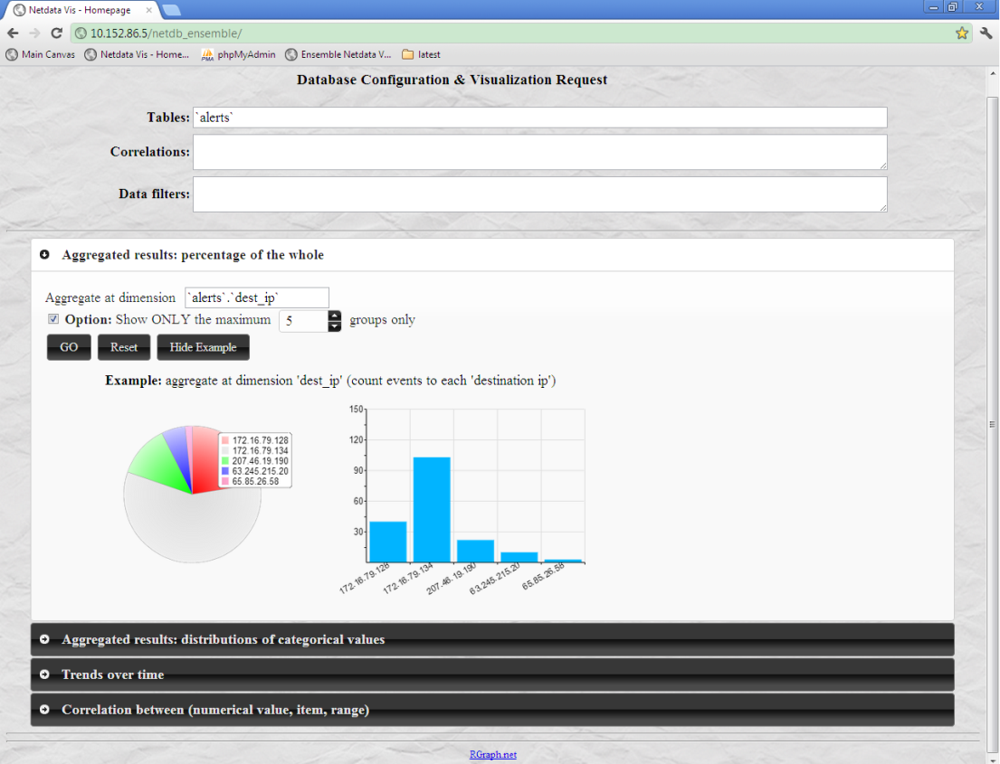 Netdata Vis - Homepage
10.152.86.5/netdb_ensemble/
Main Canvas Netdata Vis - Home... phpMyAdmin Ensemble Netdata V... latest
Database Configuration & Visualization Request
Tables: `alerts`
Correlations:
Data filters:
Aggregated results: percentage of the whole
Aggregate at dimension `alerts`.`dest_ip`
Option: Show ONLY the maximum 5 groups only
GO Reset Hide Example
Example: aggregate at dimension 'dest_ip' (count events to each 'destination ip')
172.16.79.128
172.16.79.134
207.46.19.190
63.245.215.20
65.85.26.58
150
120
90
60
30
172.16.79.128 172.16.79.134 207.46.19.190 63.245.215.20 65.85.26.58
Aggregated results: distributions of categorical values
Trends over time
Correlation between (numerical value, item, range)
RGraph.net